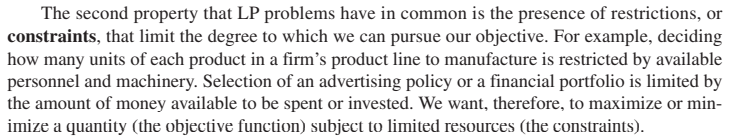 The second property that LP problems have in common is the presence of restrictions, or
constraints, that limit the degree to which we can pursue our objective. For example, deciding
how many units of each product in a firm's product line to manufacture is restricted by available
personnel and machinery. Selection of an advertising policy or a financial portfolio is limited by
the amount of money available to be spent or invested. We want, therefore, to maximize or min-
imize a quantity (the objective function) subject to limited resources (the constraints).